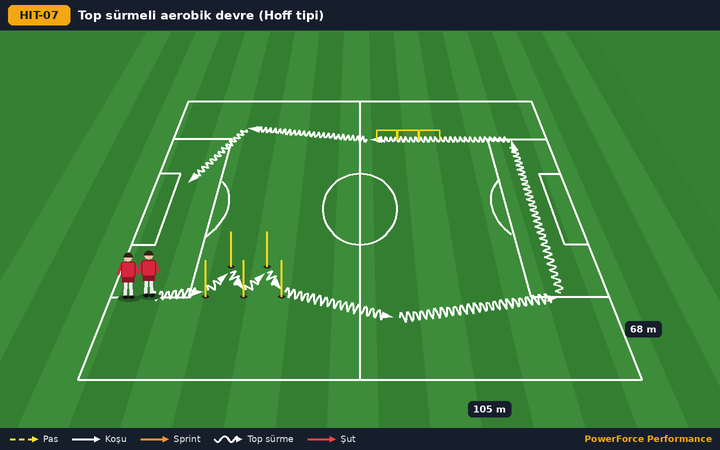 HIT-07 Top sürmeli aerobik devre (Hoff tipi)
68 m
105 m
Pas Koşu Sprint Top sürme Şut PowerForce Performance